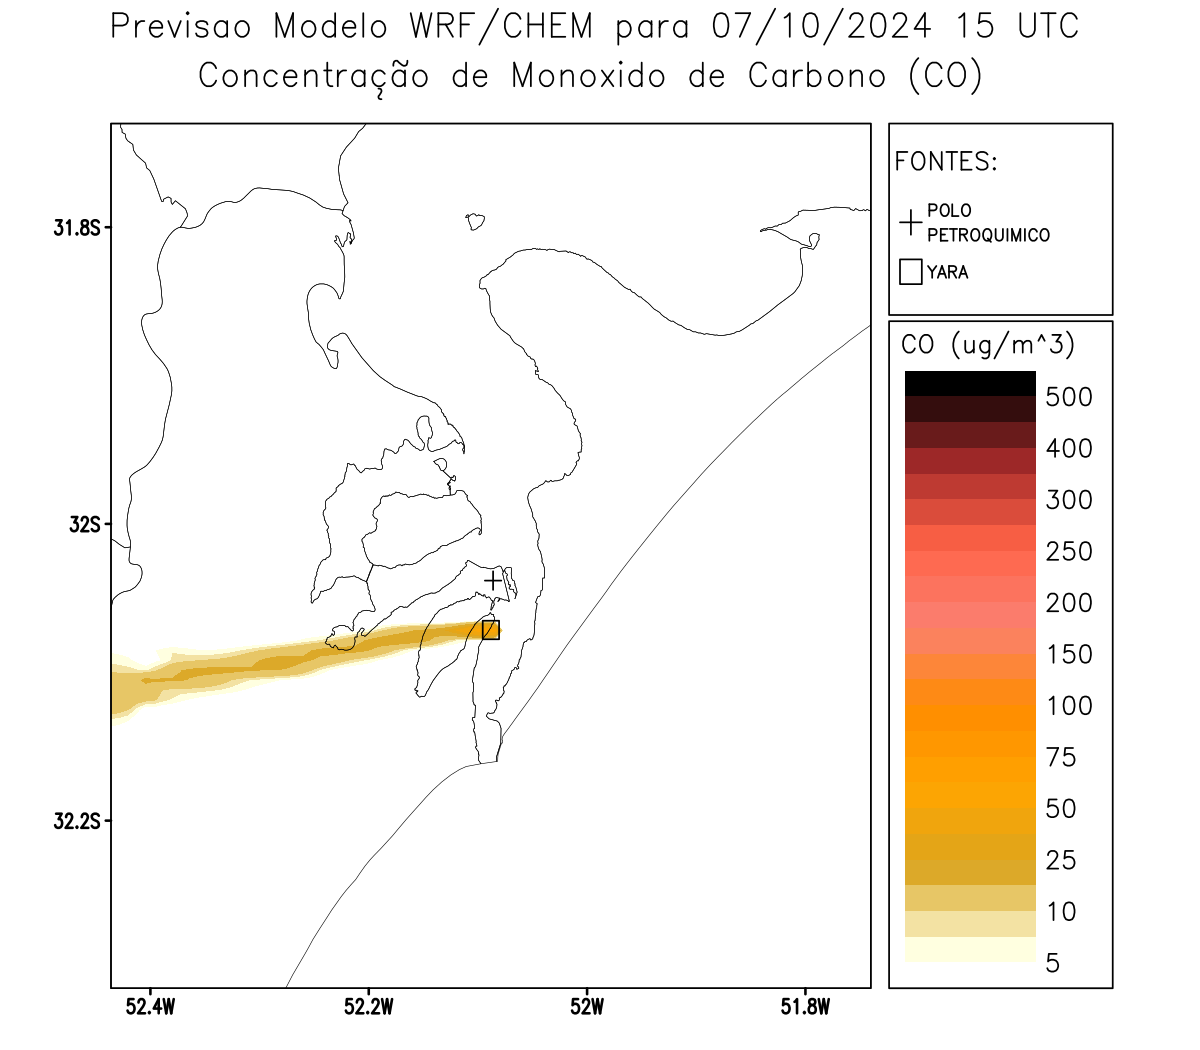 Previsao Modelo WRF/CHEM para 07/10/2024 15 UTC
Concentração de Monoxido de Carbono (CO)
FONTES:
POLO
PETROQUIMICO
YARA
CO (ug/m^3)
500
400
300
250
200
150
100
75
50
25
10
5
31.8S
32S
32.2S
52.4W
52.2W
52W
51.8W